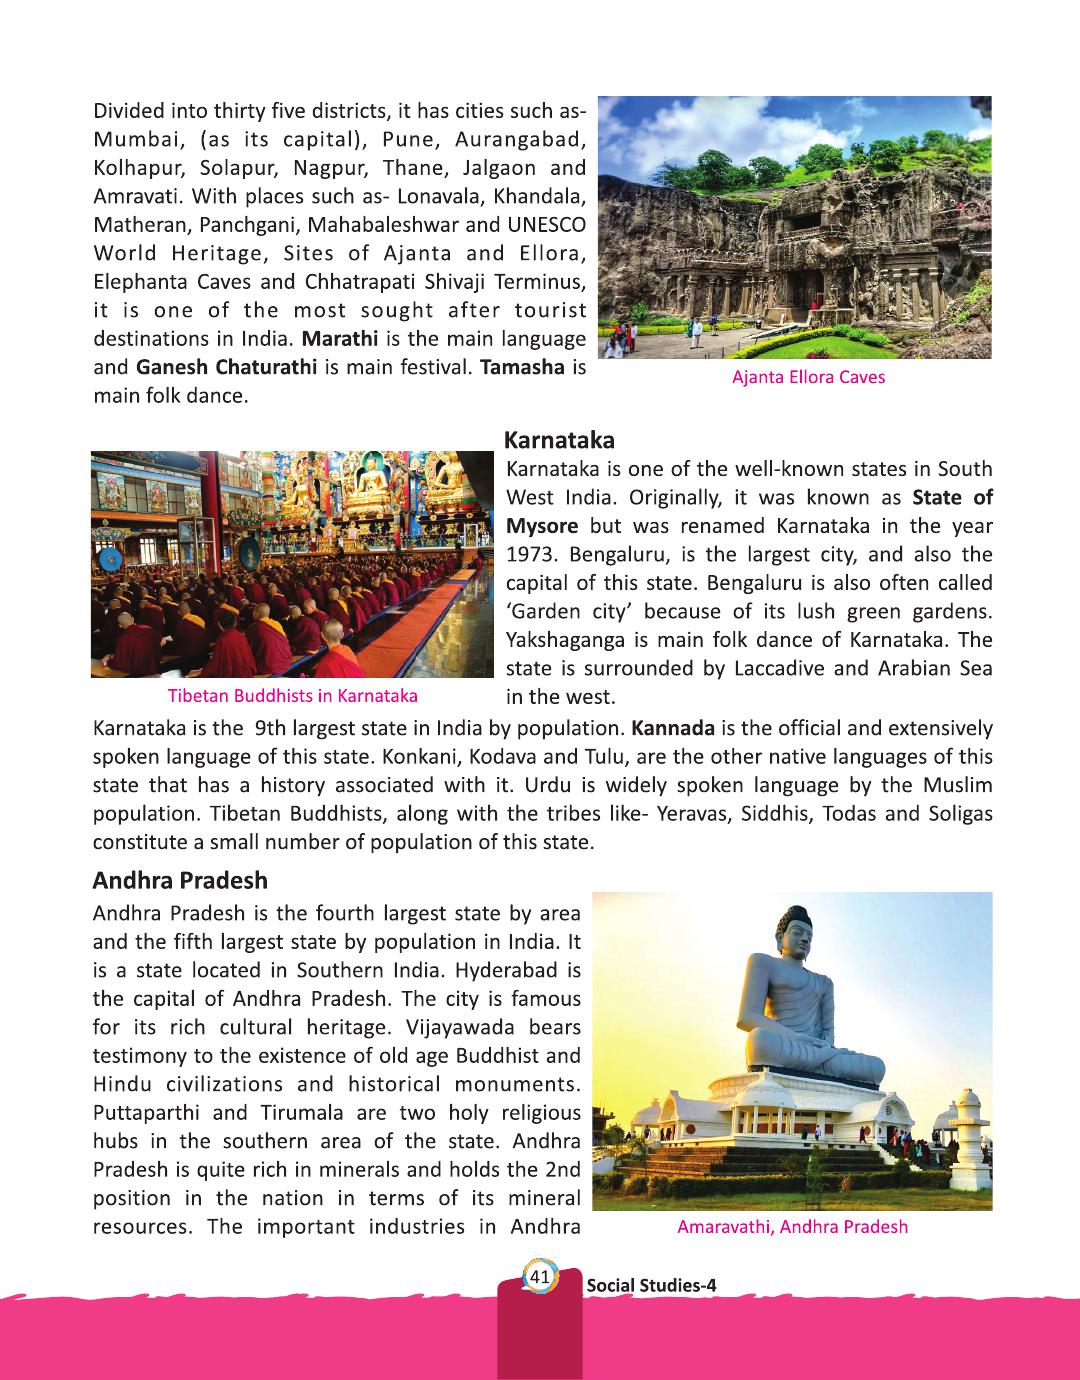 Divided into thirty five districts, it has cities such as-
Mumbai, (as its capital), Pune, Aurangabad,
Kolhapur, Solapur, Nagpur, Thane, Jalgaon and
Amravati. With places such as- Lonavala, Khandala,
Matheran, Panchgani, Mahabaleshwar and UNESCO
World Heritage, Sites of Ajanta and Ellora,
Elephanta Caves and Chhatrapati Shivaji Terminus,
it is one of the most sought after tourist
destinations in India. Marathi is the main language
and Ganesh Chaturathi is main festival. Tamasha is
main folk dance.
Ajanta Ellora Caves
Karnataka
Karnataka is one of the well-known states in South
West India. Originally, it was known as State of
Mysore but was renamed Karnataka in the year
1973. Bengaluru, is the largest city, and also the
capital of this state. Bengaluru is also often called
‘Garden city’ because of its lush green gardens.
Yakshaganga is main folk dance of Karnataka. The
state is surrounded by Laccadive and Arabian Sea
in the west.
Tibetan Buddhists in Karnataka
Karnataka is the 9th largest state in India by population. Kannada is the official and extensively
spoken language of this state. Konkani, Kodava and Tulu, are the other native languages of this
state that has a history associated with it. Urdu is widely spoken language by the Muslim
population. Tibetan Buddhists, along with the tribes like- Yeravas, Siddhis, Todas and Soligas
constitute a small number of population of this state.
Andhra Pradesh
Andhra Pradesh is the fourth largest state by area
and the fifth largest state by population in India. It
is a state located in Southern India. Hyderabad is
the capital of Andhra Pradesh. The city is famous
for its rich cultural heritage. Vijayawada bears
testimony to the existence of old age Buddhist and
Hindu civilizations and historical monuments.
Puttaparthi and Tirumala are two holy religious
hubs in the southern area of the state. Andhra
Pradesh is quite rich in minerals and holds the 2nd
position in the nation in terms of its mineral
resources. The important industries in Andhra
Amaravathi, Andhra Pradesh
41
Social Studies-4